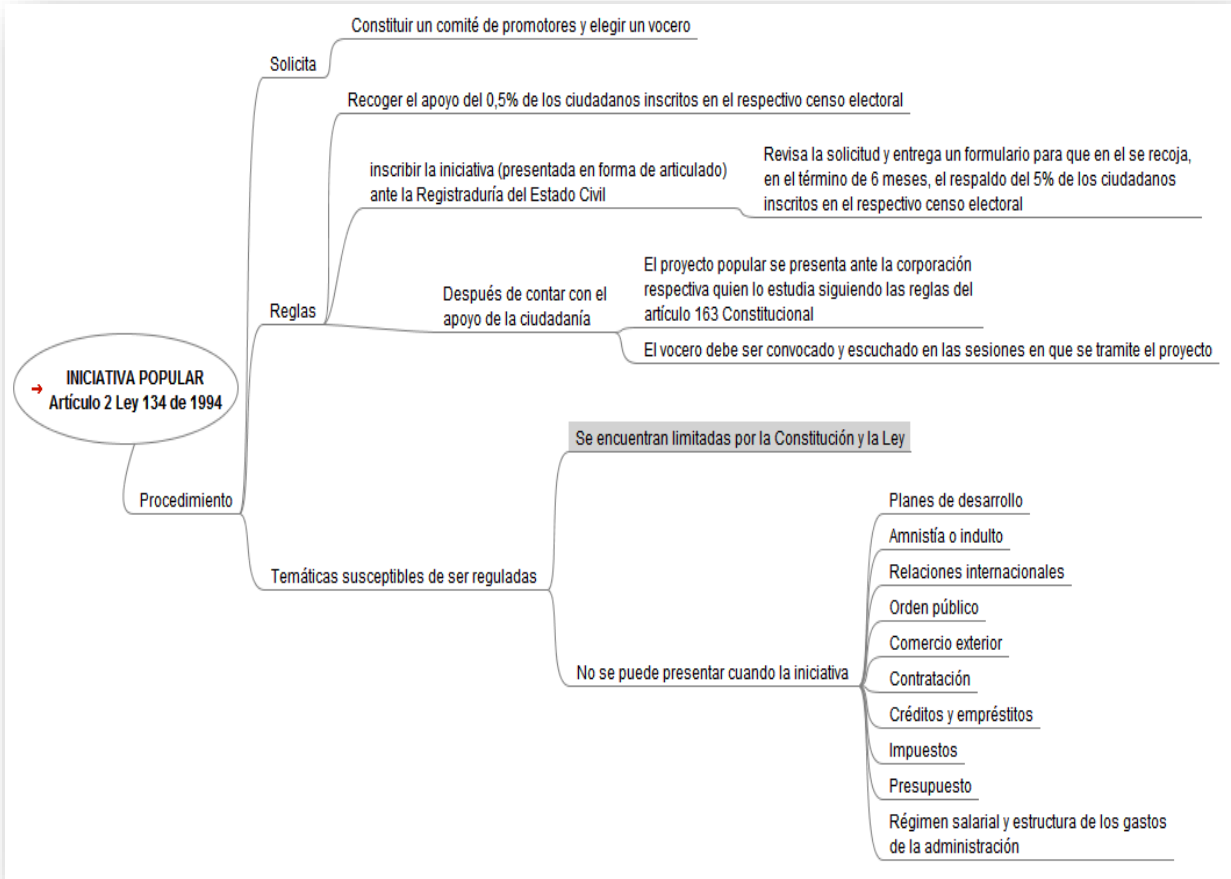 Constituir un comité de promotores y elegir un vocero
Solicita
Recoger el apoyo del 0,5% de los ciudadanos inscritos en el respectivo censo electoral
inscribir la iniciativa (presentada en forma de articulado)
ante la Registraduría del Estado Civil
Revisa la solicitud y entrega un formulario para que en el se recoja,
en el término de 6 meses, el respaldo del 5% de los ciudadanos
inscritos en el respectivo censo electoral
Reglas
Después de contar con el
apoyo de la ciudadanía
El proyecto popular se presenta ante la corporación
respectiva quien lo estudia siguiendo las reglas del
artículo 163 Constitucional
El vocero debe ser convocado y escuchado en las sesiones en que se tramite el proyecto
INICIATIVA POPULAR
Artículo 2 Ley 134 de 1994
Procedimiento
Temáticas susceptibles de ser reguladas
Se encuentran limitadas por la Constitución y la Ley
No se puede presentar cuando la iniciativa
Planes de desarrollo
Amnistía o indulto
Relaciones internacionales
Orden público
Comercio exterior
Contratación
Créditos y empréstitos
Impuestos
Presupuesto
Régimen salarial y estructura de los gastos
de la administración